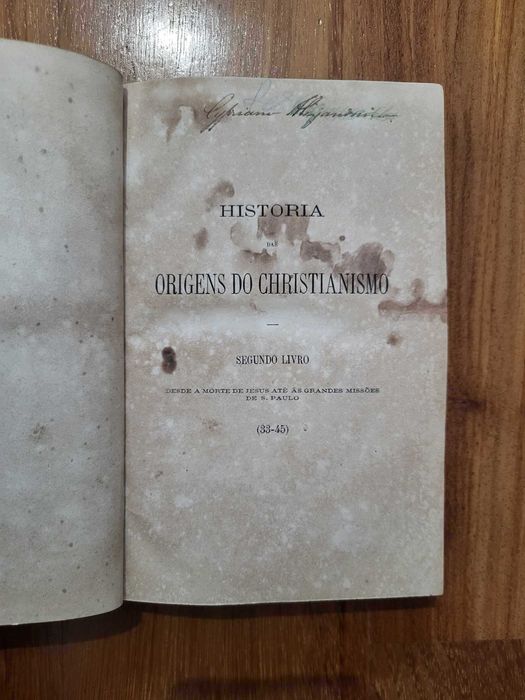 Cypriano
HISTORIA
DAS
ORIGENS DO CHRISTIANISMO
SEGUNDO LIVRO
DESDE A MORTE DE JESUS ATÉ ÁS GRANDES MISSÕES
DE S. PAULO
(33-45)